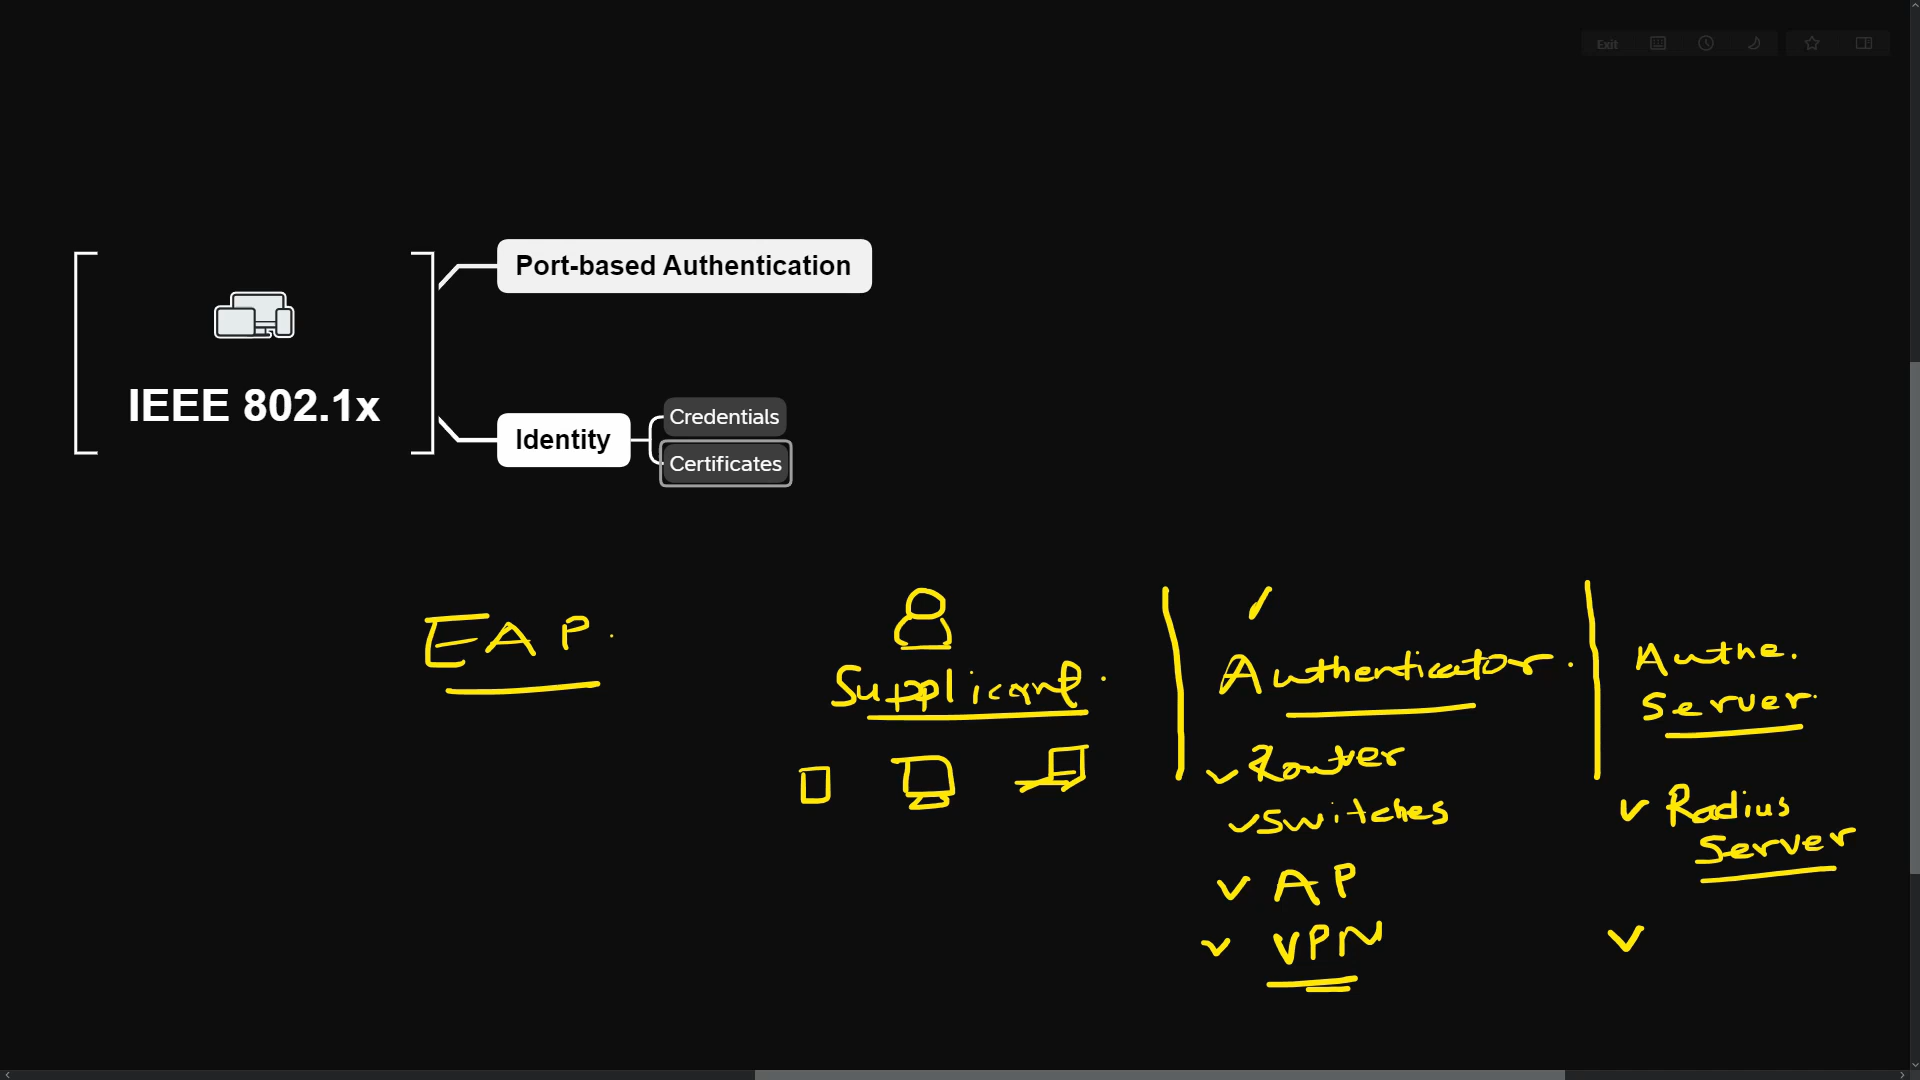 Exit
Port-based Authentication
IEEE 802.1x
Identity
Credentials
Certificates
EAP.
Supplicant.
Authenticator.
Authe.
Server.
Router
Switches
AP
VPN
Radius
Server